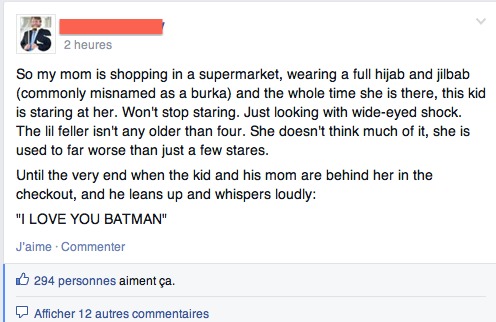 2 heures
So my mom is shopping in a supermarket, wearing a full hijab and jilbab
(commonly misnamed as a burka) and the whole time she is there, this kid
is staring at her. Won't stop staring. Just looking with wide-eyed shock.
The lil feller isn't any older than four. She doesn't think much of it, she is
used to far worse than just a few stares.
Until the very end when the kid and his mom are behind her in the
checkout, and he leans up and whispers loudly:
"I LOVE YOU BATMAN"
J'aime · Commenter
294 personnes aiment ça.
Afficher 12 autres commentaires